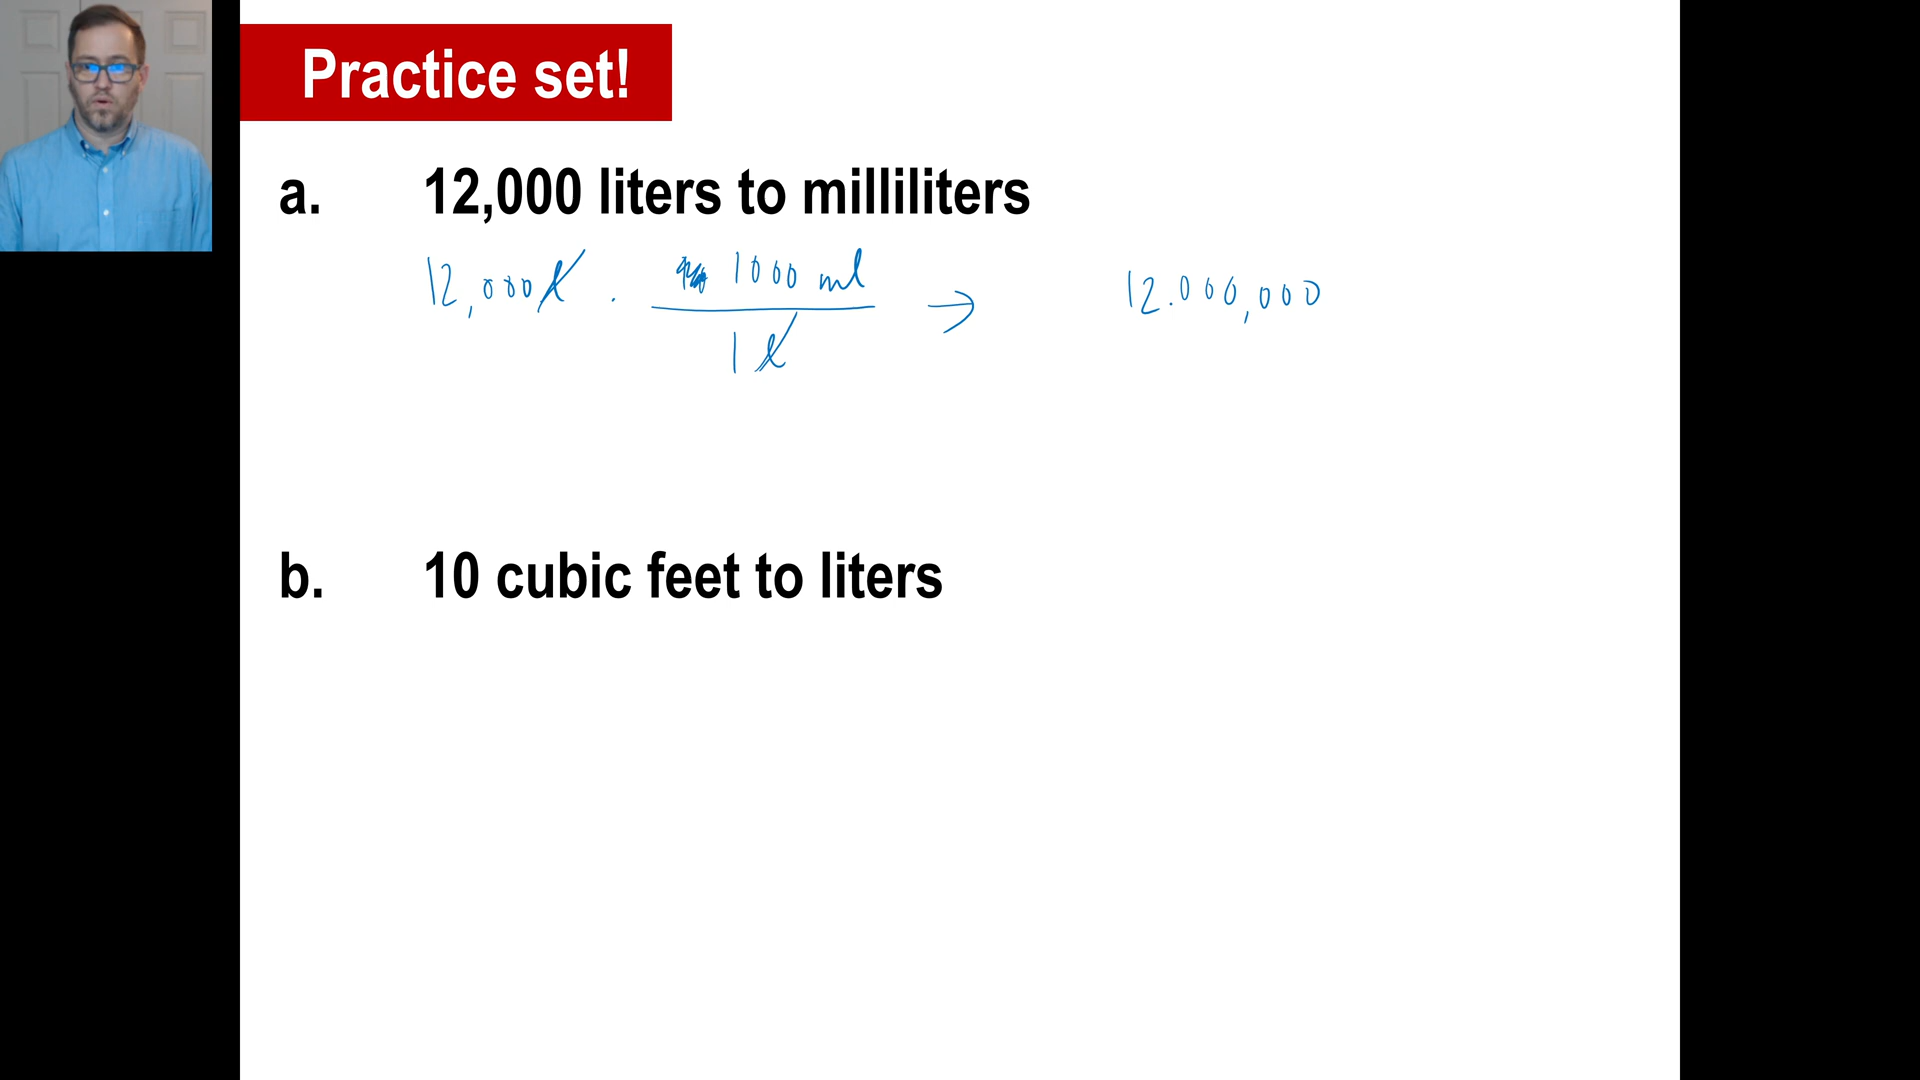 Practice set!
a. 12,000 liters to milliliters
12,000 l · 1000 ml → 12.000,000
1 l
b. 10 cubic feet to liters